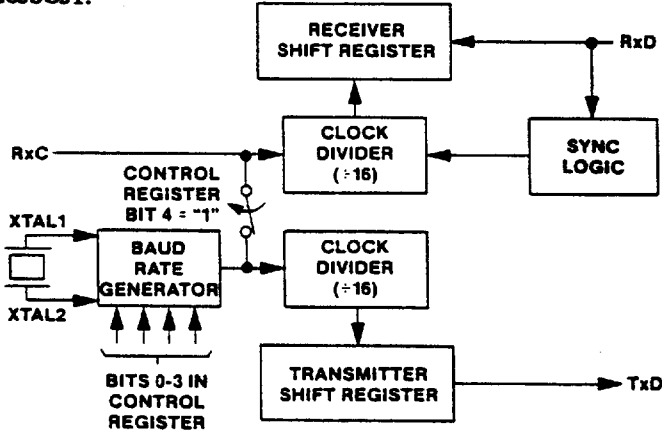 RECEIVER
SHIFT REGISTER
RxD
RxC
CLOCK
DIVIDER
(÷16)
SYNC
LOGIC
CONTROL
REGISTER
BIT 4 = "1"
XTAL1
XTAL2
BAUD
RATE
GENERATOR
CLOCK
DIVIDER
(÷16)
BITS 0-3 IN
CONTROL
REGISTER
TRANSMITTER
SHIFT REGISTER
TxD